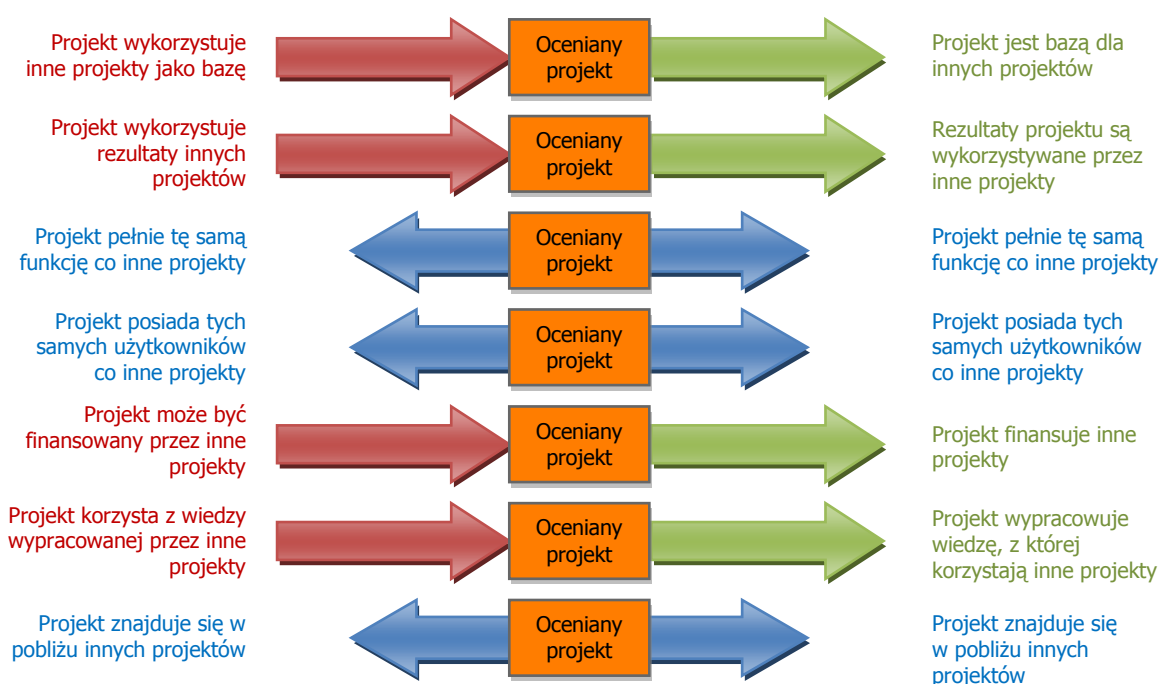 Projekt wykorzystuje
inne projekty jako bazę
Oceniany
projekt
Projekt jest bazą dla
innych projektów
Projekt wykorzystuje
rezultaty innych
projektów
Oceniany
projekt
Rezultaty projektu są
wykorzystywane przez
inne projekty
Projekt pełnie tę samą
funkcję co inne projekty
Oceniany
projekt
Projekt pełnie tę samą
funkcję co inne projekty
Projekt posiada tych
samych użytkowników
co inne projekty
Oceniany
projekt
Projekt posiada tych
samych użytkowników
co inne projekty
Projekt może być
finansowany przez inne
projekty
Oceniany
projekt
Projekt finansuje inne
projekty
Projekt korzysta z wiedzy
wypracowanej przez inne
projekty
Oceniany
projekt
Projekt wypracowuje
wiedzę, z której
korzystają inne projekty
Projekt znajduje się w
pobliżu innych projektów
Oceniany
projekt
Projekt znajduje się
w pobliżu innych
projektów